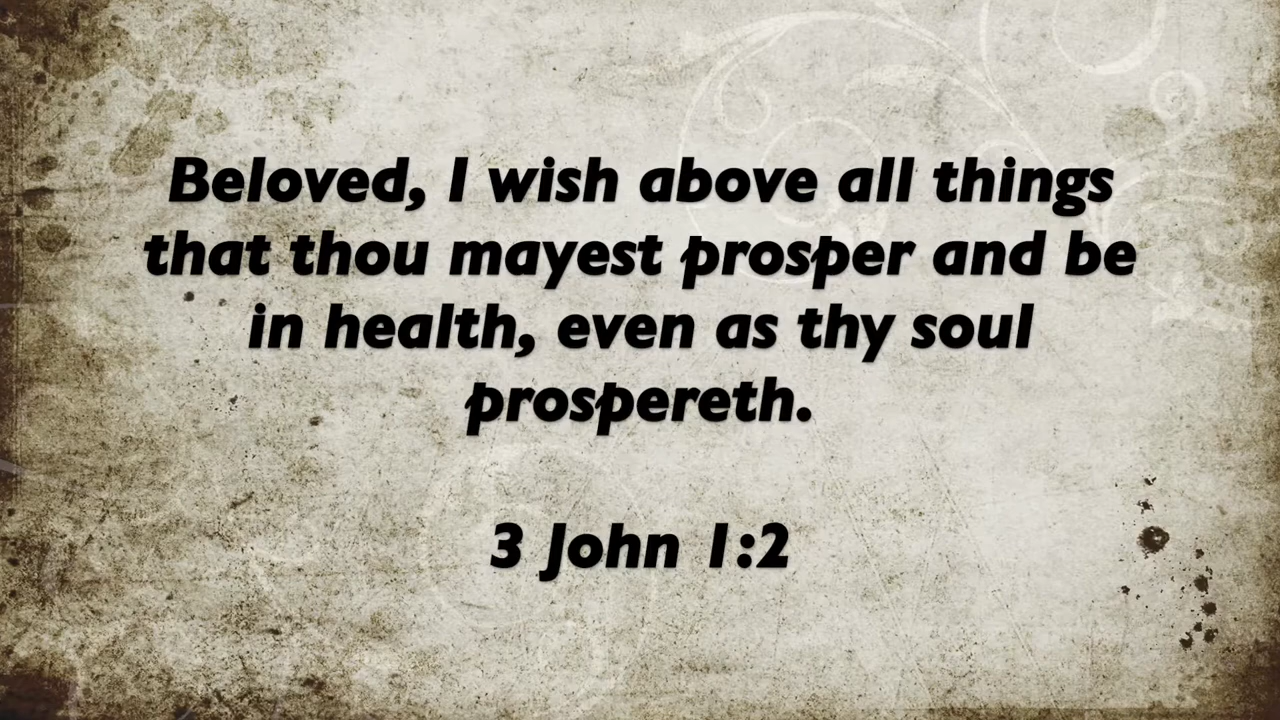 Beloved, I wish above all things
that thou mayest prosper and be
in health, even as thy soul
prospereth.
3 John 1:2